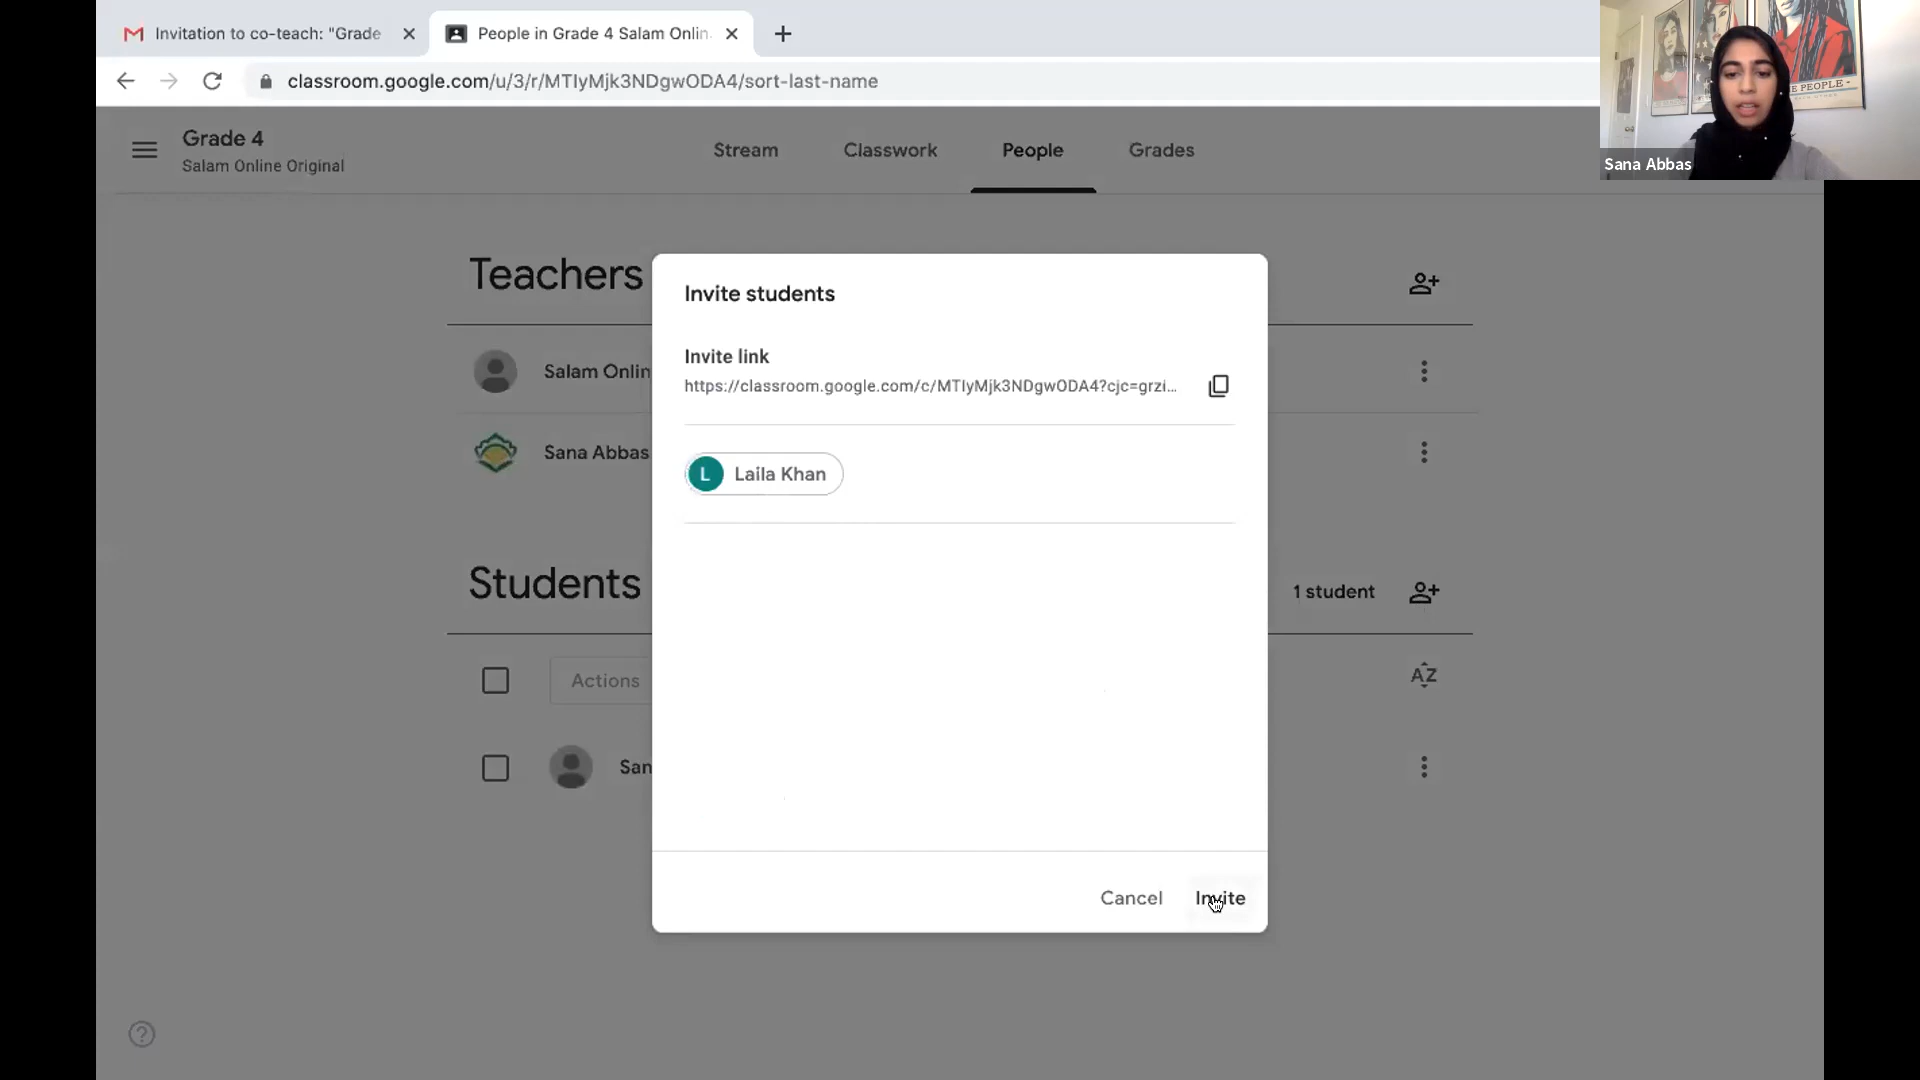 Invitation to co-teach: "Grade
People in Grade 4 Salam Onlin
classroom.google.com/u/3/r/MTIyMjk3NDgwODA4/sort-last-name
E PEOPLE -
Sana Abbas
Grade 4
Salam Online Original
Stream
Classwork
People
Grades
Teachers
Salam Onlin
Sana Abbas
Invite students
Invite link
https://classroom.google.com/c/MTIyMjk3NDgwODA4?cjc=grzi...
L
Laila Khan
Students
1 student
Actions
AZ
San
Cancel
Invite
?